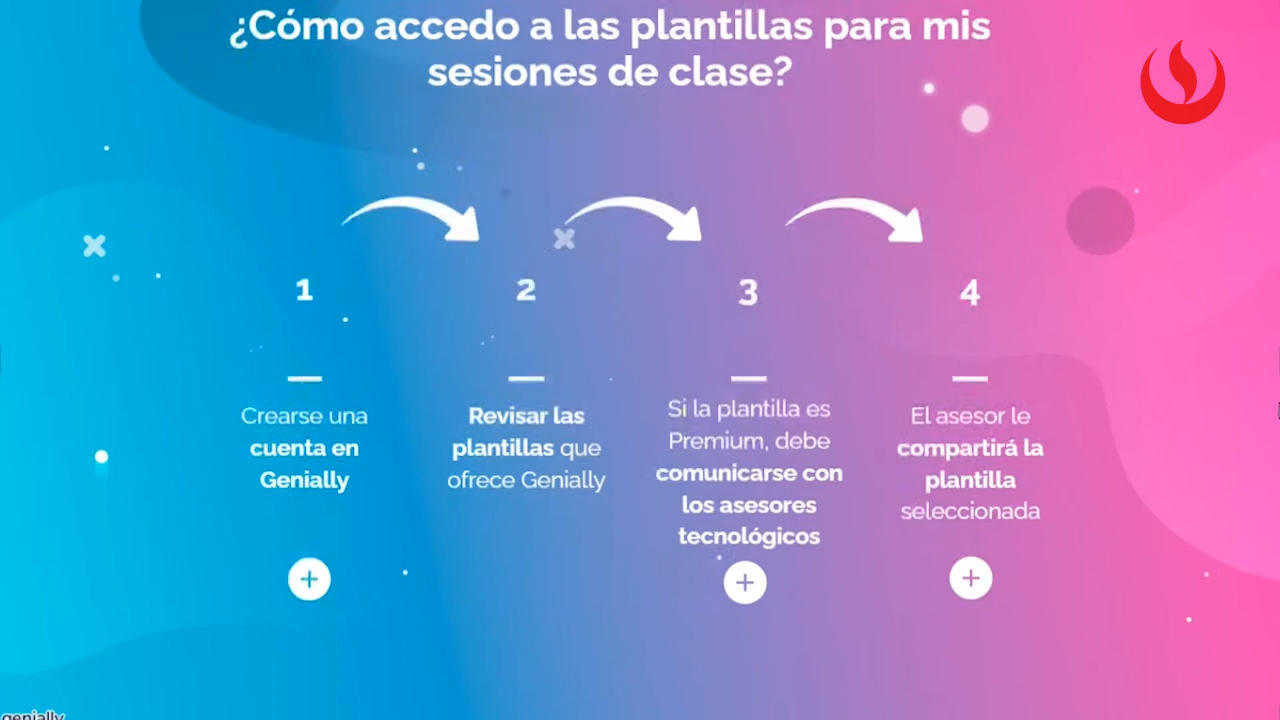 ¿Cómo accedo a las plantillas para mis
sesiones de clase?
1
2
3
4
Crearse una
cuenta en
Genially
Revisar las
plantillas que
ofrece Genially
Si la plantilla es
Premium, debe
comunicarse con
los asesores
tecnológicos
El asesor le
compartirá la
plantilla
seleccionada
+
+
+
genially